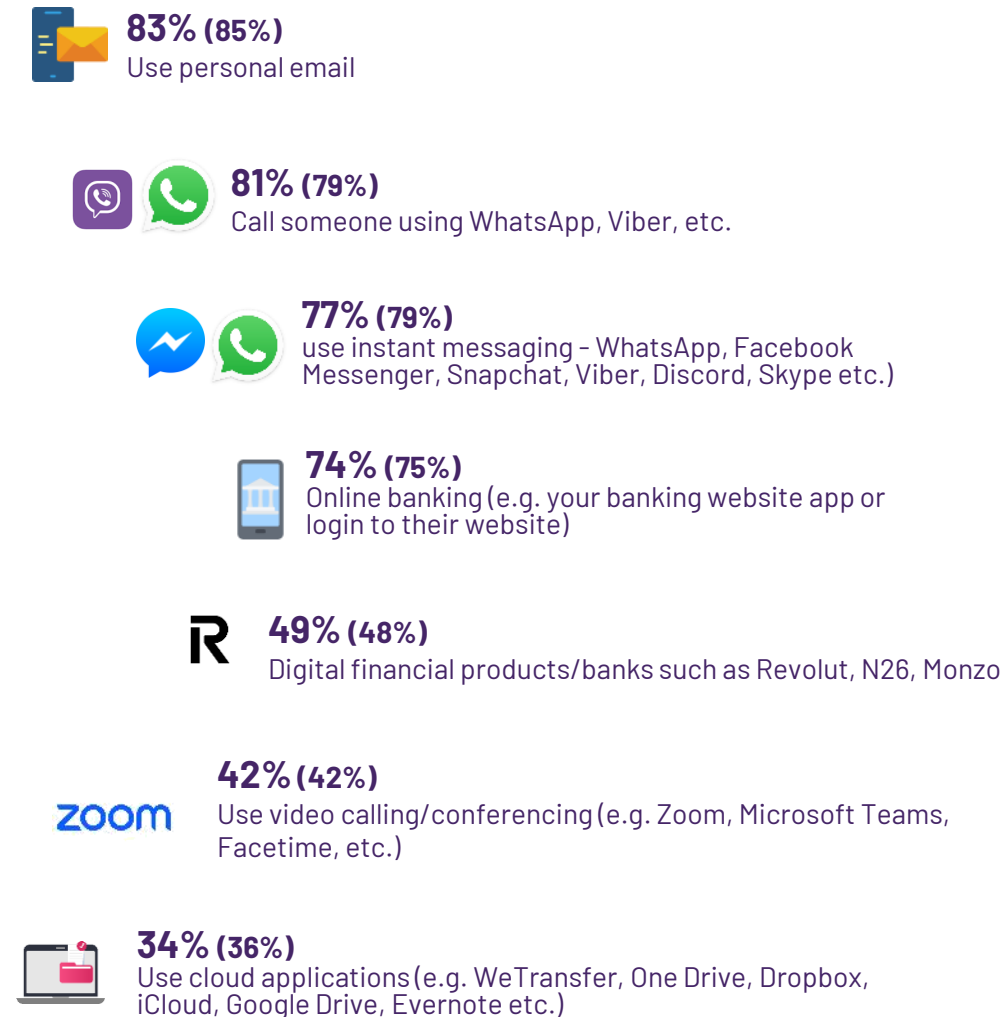 83% (85%)
Use personal email
81% (79%)
Call someone using WhatsApp, Viber, etc.
77% (79%)
use instant messaging - WhatsApp, Facebook
Messenger, Snapchat, Viber, Discord, Skype etc.)
74% (75%)
Online banking (e.g. your banking website app or
login to their website)
R
49% (48%)
Digital financial products/banks such as Revolut, N26, Monzo
42% (42%)
zoom
Use video calling/conferencing (e.g. Zoom, Microsoft Teams,
Facetime, etc.)
34% (36%)
Use cloud applications (e.g. WeTransfer, One Drive, Dropbox,
iCloud, Google Drive, Evernote etc.)